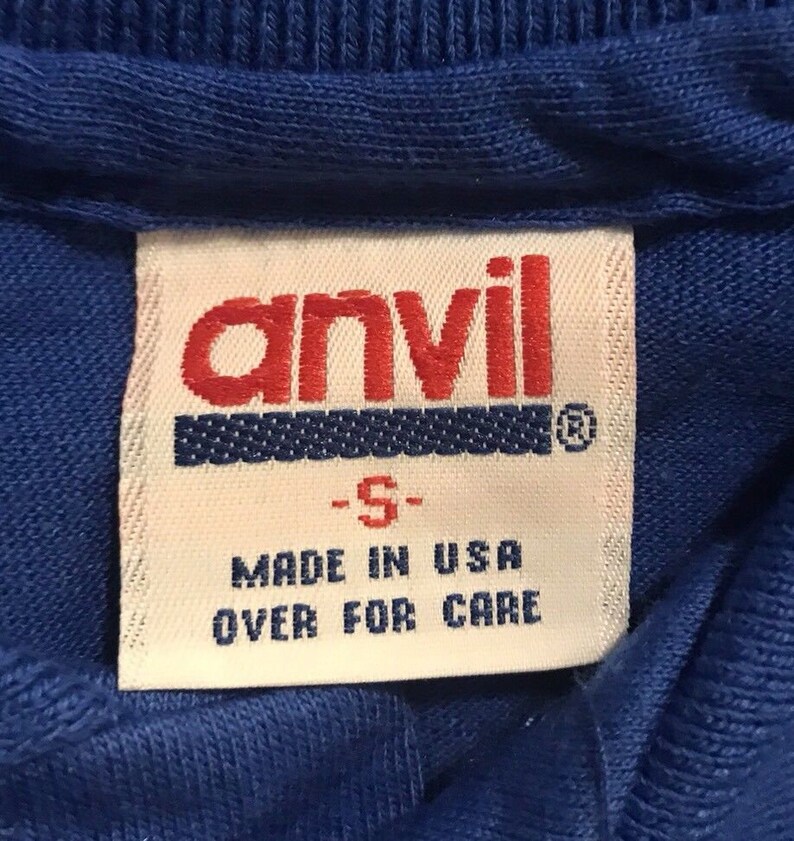 anvil®
-S-
MADE IN USA
OVER FOR CARE